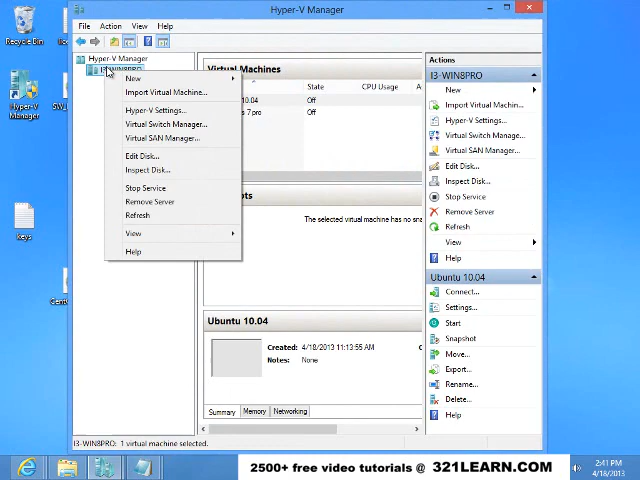 Hyper-V Manager
File Action View Help
Recycle Bin
Hyper-V Manager
I3-WIN8PRO
New
Import Virtual Machine...
Hyper-V Settings...
Virtual Switch Manager...
Virtual SAN Manager...
Edit Disk...
Inspect Disk...
Stop Service
Remove Server
Refresh
View
Help
Virtual Machines
State CPU Usage
10.04 Off
7 pro Off
The selected virtual machine has no sna
Ubuntu 10.04
Created: 4/18/2013 11:13:55 AM
Notes: None
Summary Memory Networking
Actions
I3-WIN8PRO
New
Import Virtual Machine...
Hyper-V Settings...
Virtual Switch Manage...
Virtual SAN Manager...
Edit Disk...
Inspect Disk...
Stop Service
Remove Server
Refresh
View
Help
Ubuntu 10.04
Connect...
Settings...
Start
Snapshot
Move...
Export...
Rename...
Delete...
Help
Hyper-V
Manager
keys
I3-WIN8PRO: 1 virtual machine selected.
2500+ free video tutorials @ 321LEARN.COM
2:41 PM
4/18/2013